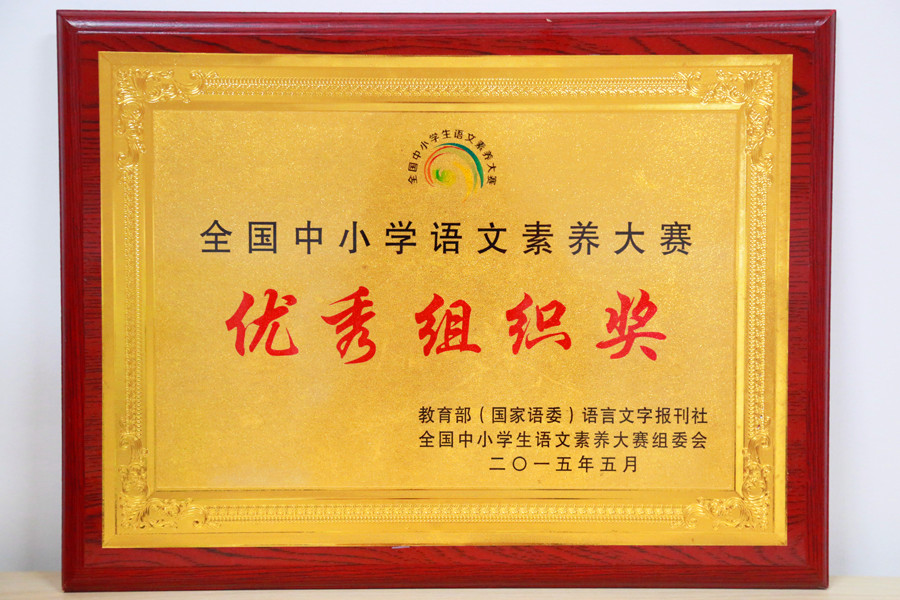 全国中小学生语文素养大赛
全国中小学语文素养大赛
优秀组织奖
教育部（国家语委）语言文字报刊社
全国中小学生语文素养大赛组委会
二〇一五年五月